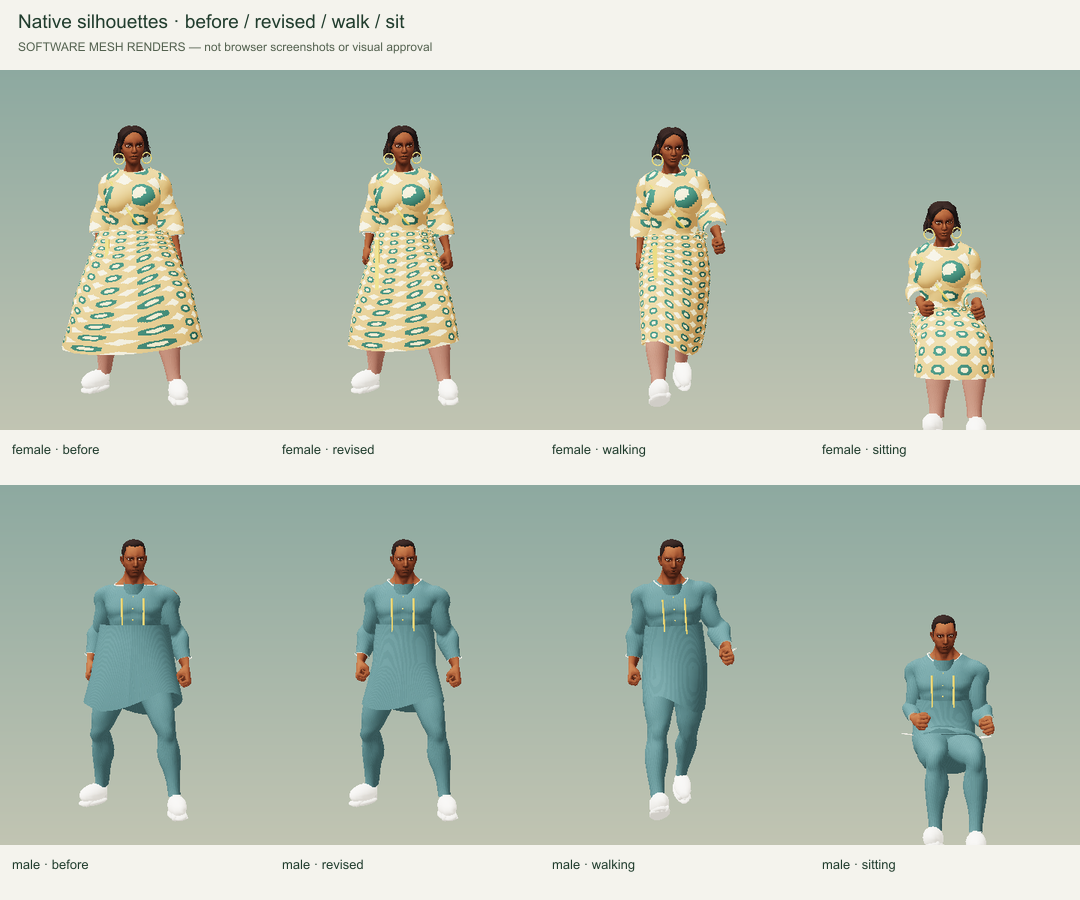 Native silhouettes · before / revised / walk / sit
SOFTWARE MESH RENDERS — not browser screenshots or visual approval
female · before
female · revised
female · walking
female · sitting
male · before
male · revised
male · walking
male · sitting